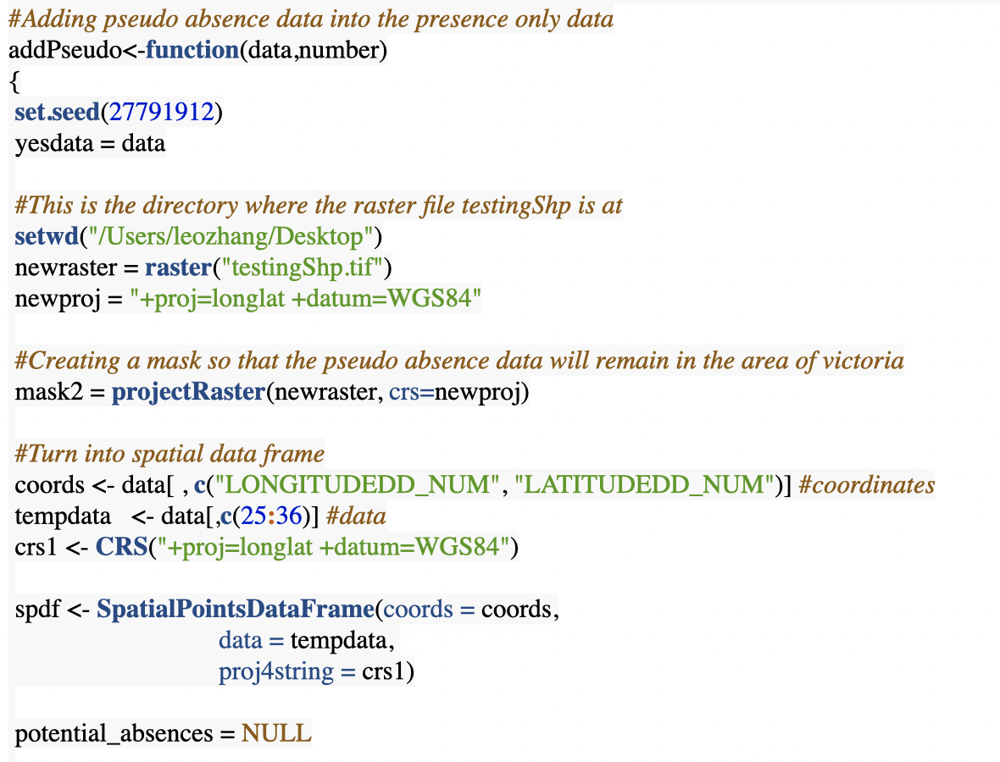 #Adding pseudo absence data into the presence only data
addPseudo<-function(data,number)
{
set.seed(27791912)
yesdata = data
#This is the directory where the raster file testingShp is at
setwd("/Users/leozhang/Desktop")
newraster = raster("testingShp.tif")
newproj = "+proj=longlat +datum=WGS84"
#Creating a mask so that the pseudo absence data will remain in the area of victoria
mask2 = projectRaster(newraster, crs=newproj)
#Turn into spatial data frame
coords <- data[ , c("LONGITUDEDD_NUM", "LATITUDEDD_NUM")] #coordinates
tempdata   <- data[,c(25:36)] #data
crs1 <- CRS("+proj=longlat +datum=WGS84")
spdf <- SpatialPointsDataFrame(coords = coords,
data = tempdata,
proj4string = crs1)
potential_absences = NULL